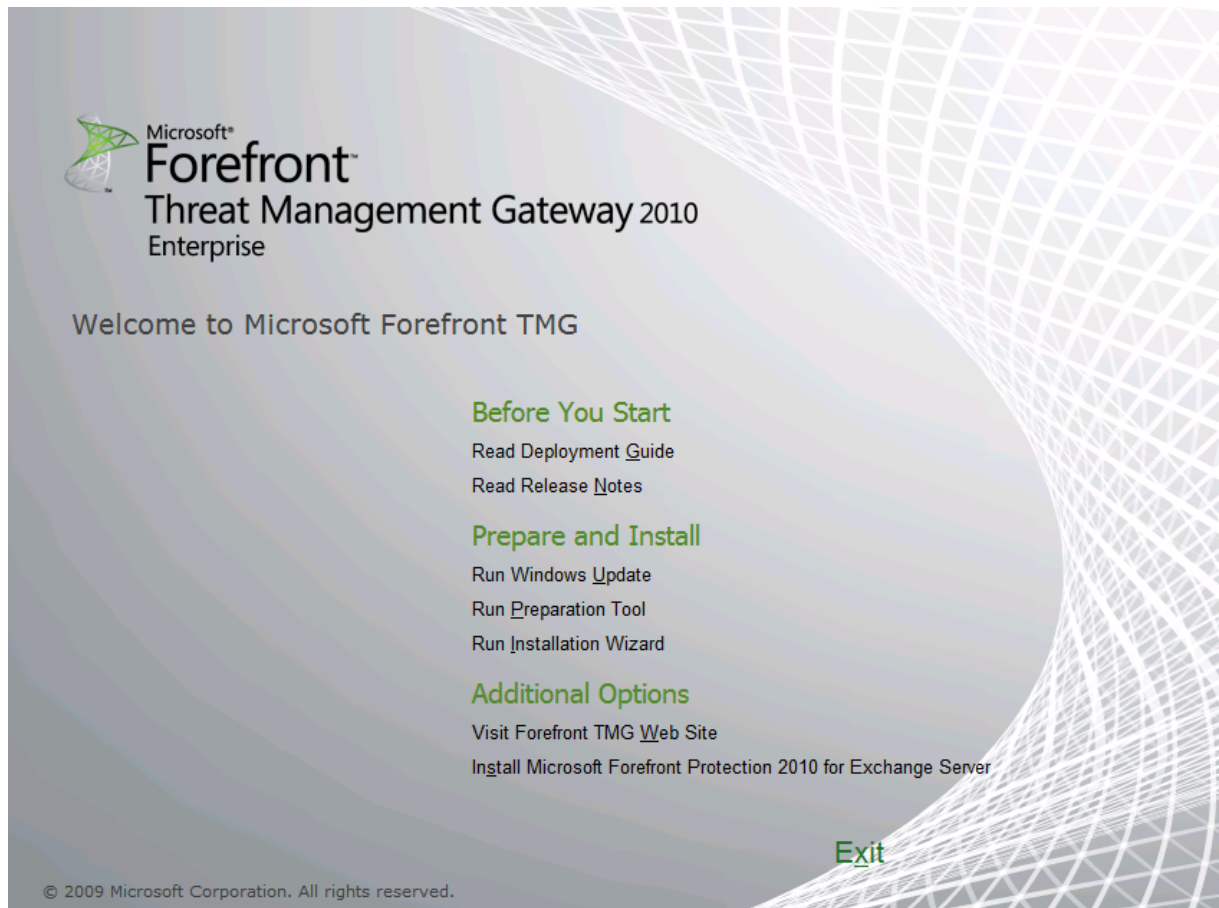 Microsoft®
Forefront™
Threat Management Gateway 2010
Enterprise
Welcome to Microsoft Forefront TMG
Before You Start
Read Deployment Guide
Read Release Notes
Prepare and Install
Run Windows Update
Run Preparation Tool
Run Installation Wizard
Additional Options
Visit Forefront TMG Web Site
Install Microsoft Forefront Protection 2010 for Exchange Server
Exit
© 2009 Microsoft Corporation. All rights reserved.